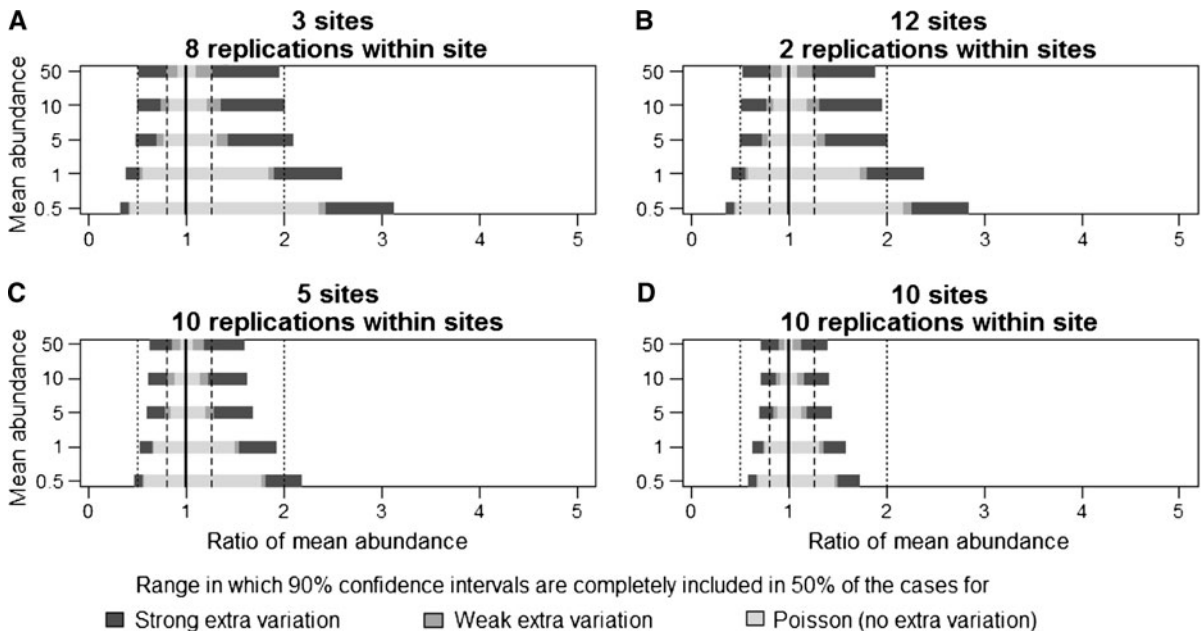 A
3 sites
8 replications within site
Mean abundance
50
10
5
1
0.5
0 1 2 3 4 5
B
12 sites
2 replications within sites
50
10
5
1
0.5
0 1 2 3 4 5
C
5 sites
10 replications within sites
Mean abundance
50
10
5
1
0.5
0 1 2 3 4 5
Ratio of mean abundance
D
10 sites
10 replications within site
50
10
5
1
0.5
0 1 2 3 4 5
Ratio of mean abundance
Range in which 90% confidence intervals are completely included in 50% of the cases for
Strong extra variation Weak extra variation Poisson (no extra variation)